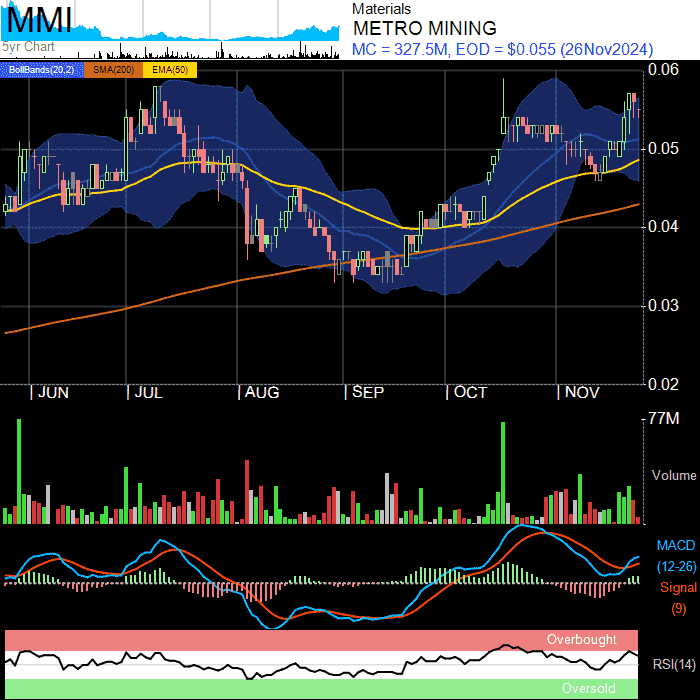 MMI
5yr Chart
Materials
METRO MINING
MC = 327.5M, EOD = $0.055 (26Nov2024)
BollBands(20,2) SMA(200) EMA(50)
0.06
0.05
0.04
0.03
0.02
JUN JUL AUG SEP OCT NOV
77M
Volume
MACD
(12-26)
Signal
(9)
Overbought
RSI(14)
Oversold